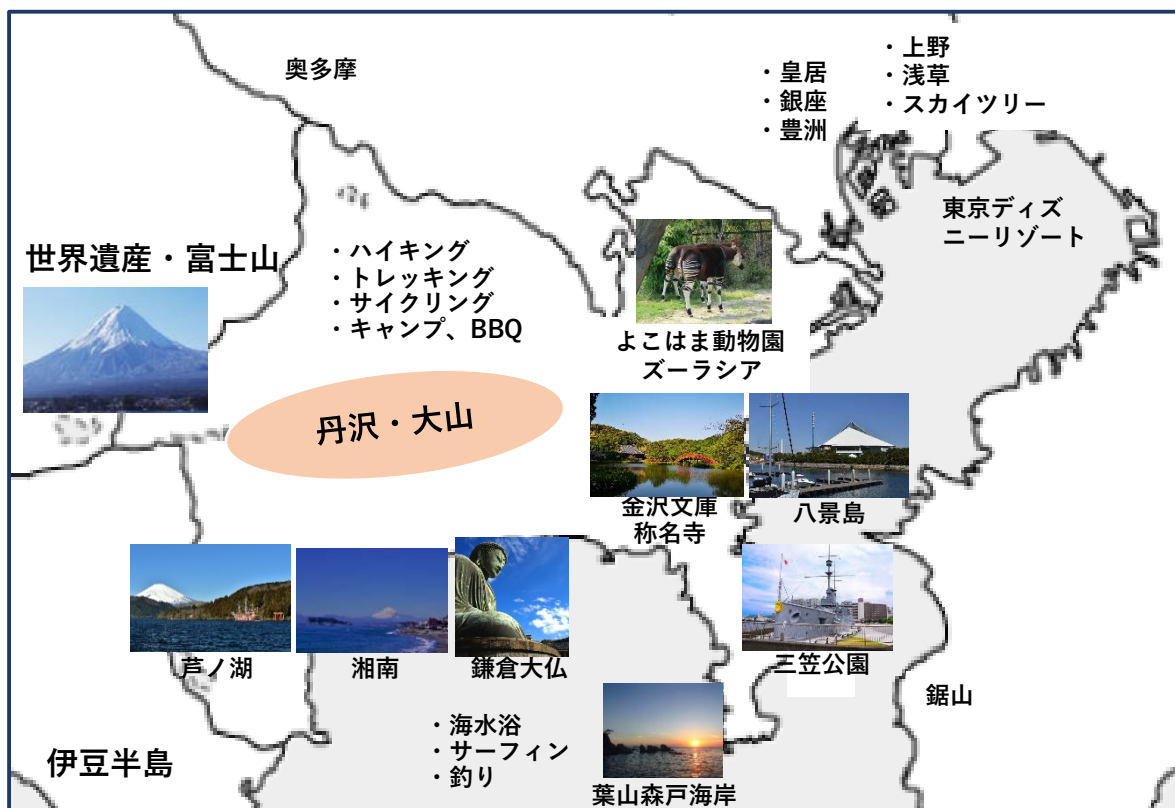 奥多摩
・皇居
・銀座
・豊洲
・上野
・浅草
・スカイツリー
東京ディズ
ニーリゾート
世界遺産・富士山
・ハイキング
・トレッキング
・サイクリング
・キャンプ、BBQ
よこはま動物園
ズーラシア
丹沢・大山
金沢文庫
称名寺
八景島
芦ノ湖
湘南
鎌倉大仏
三笠公園
鋸山
・海水浴
・サーフィン
・釣り
伊豆半島
葉山森戸海岸